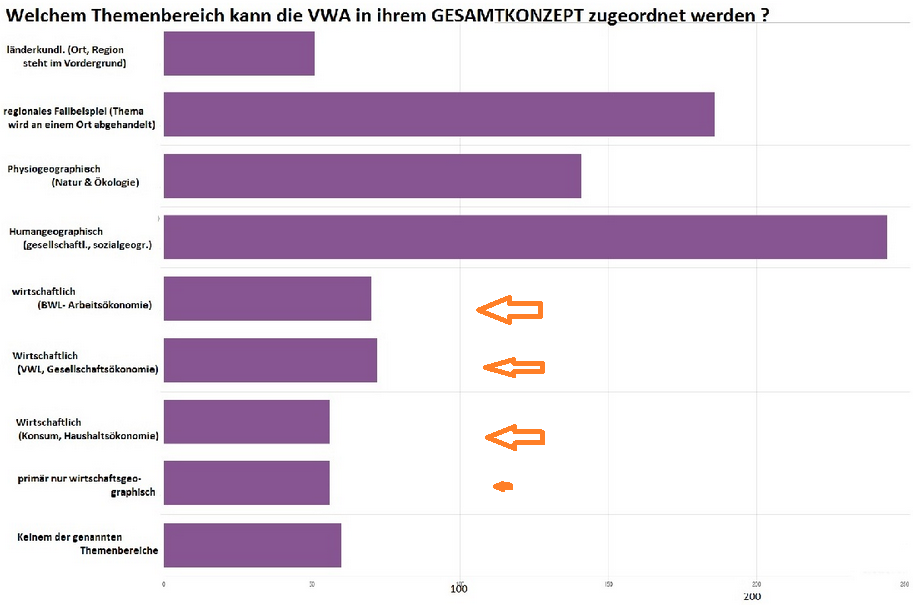 Welchem Themenbereich kann die VWA in ihrem GESAMTKONZEPT zugeordnet werden ?
länderkundl. (Ort, Region
steht im Vordergrund)
regionales Fallbeispiel (Thema
wird an einem Ort abgehandelt)
Physiogeographisch
(Natur & Ökologie)
Humangeographisch
(gesellschaftl., sozialgeogr.)
wirtschaftlich
(BWL- Arbeitsökonomie)
Wirtschaftlich
(VWL, Gesellschaftsökonomie)
Wirtschaftlich
(Konsum, Haushaltsökonomie)
primär nur wirtschaftsgeo-
graphisch
Keinem der genannten
Themenbereiche
0 50 100 150 200 250
100 200